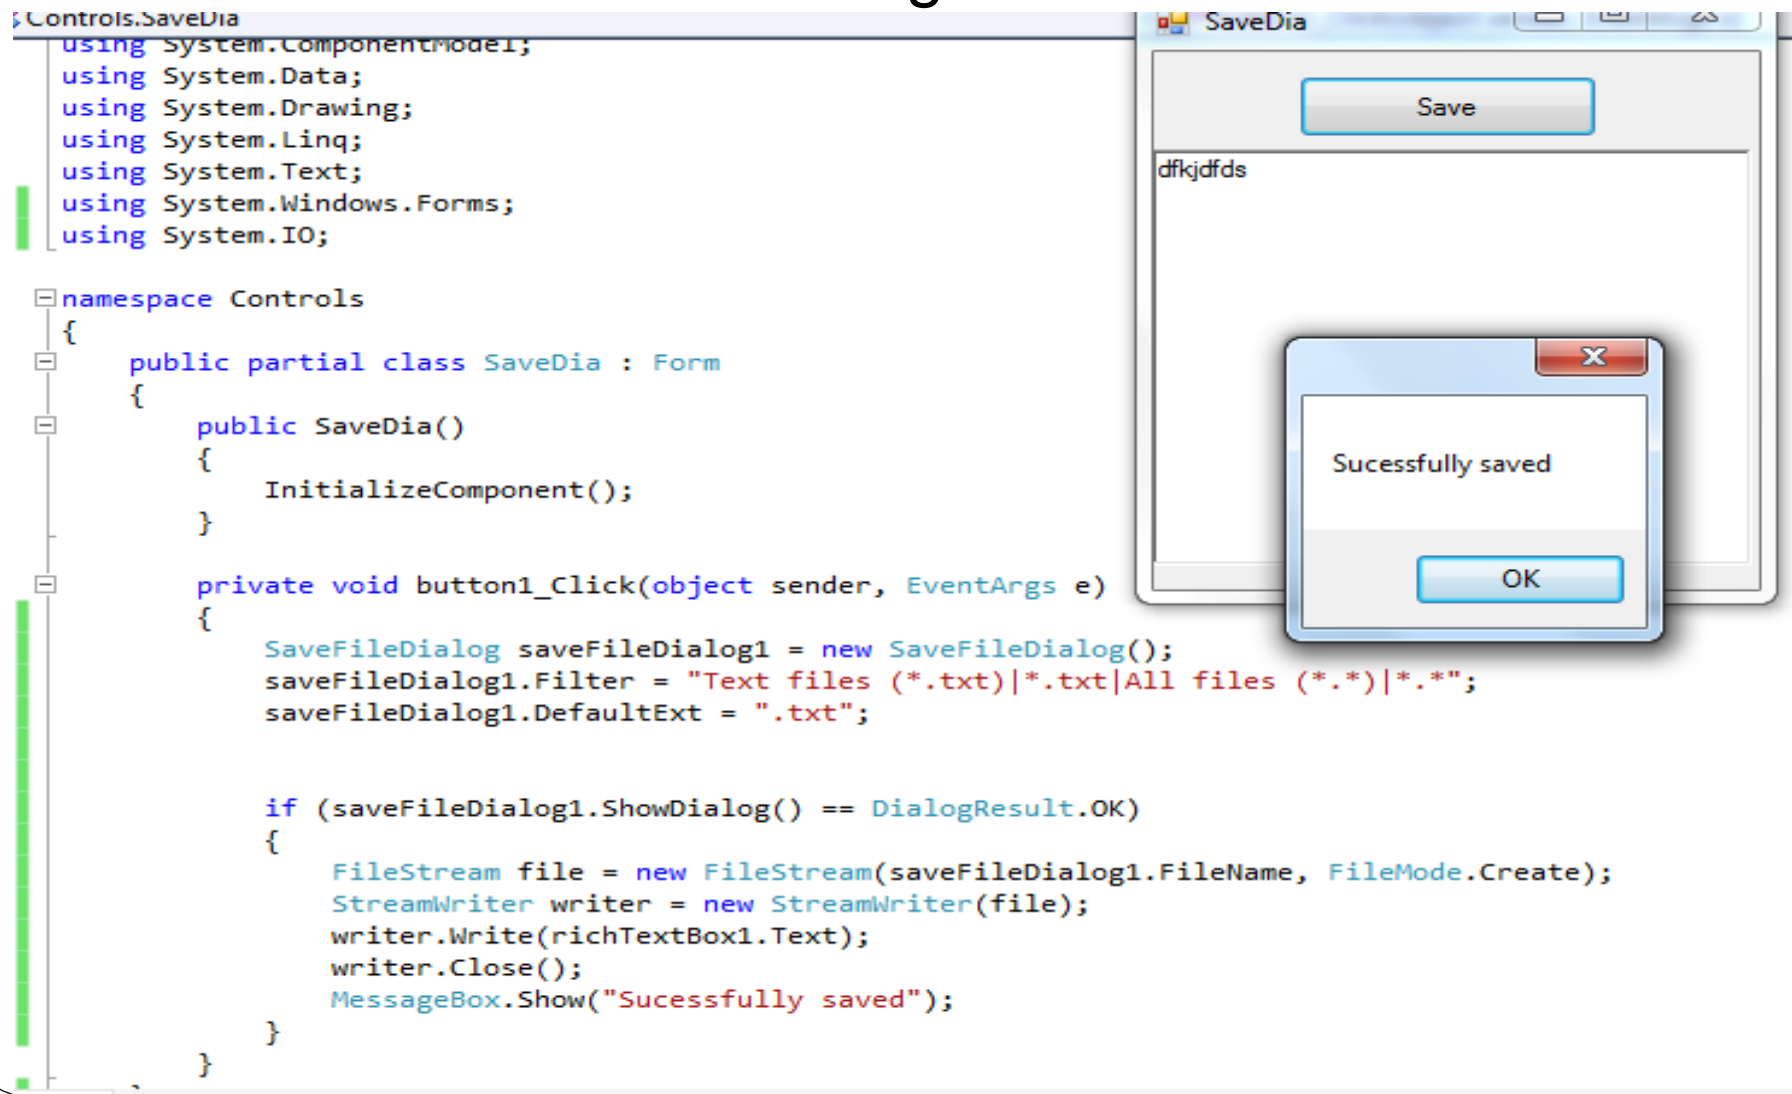 Controls.SaveDia
using System.ComponentModel;
using System.Data;
using System.Drawing;
using System.Linq;
using System.Text;
using System.Windows.Forms;
using System.IO;
namespace Controls
{
public partial class SaveDia : Form
{
public SaveDia()
{
InitializeComponent();
}
private void button1_Click(object sender, EventArgs e)
{
SaveFileDialog saveFileDialog1 = new SaveFileDialog();
saveFileDialog1.Filter = "Text files (*.txt)|*.txt|All files (*.*)|*.*";
saveFileDialog1.DefaultExt = ".txt";
if (saveFileDialog1.ShowDialog() == DialogResult.OK)
{
FileStream file = new FileStream(saveFileDialog1.FileName, FileMode.Create);
StreamWriter writer = new StreamWriter(file);
writer.Write(richTextBox1.Text);
writer.Close();
MessageBox.Show("Sucessfully saved");
}
}
SaveDia
Save
dfkjdfds
Sucessfully saved
OK